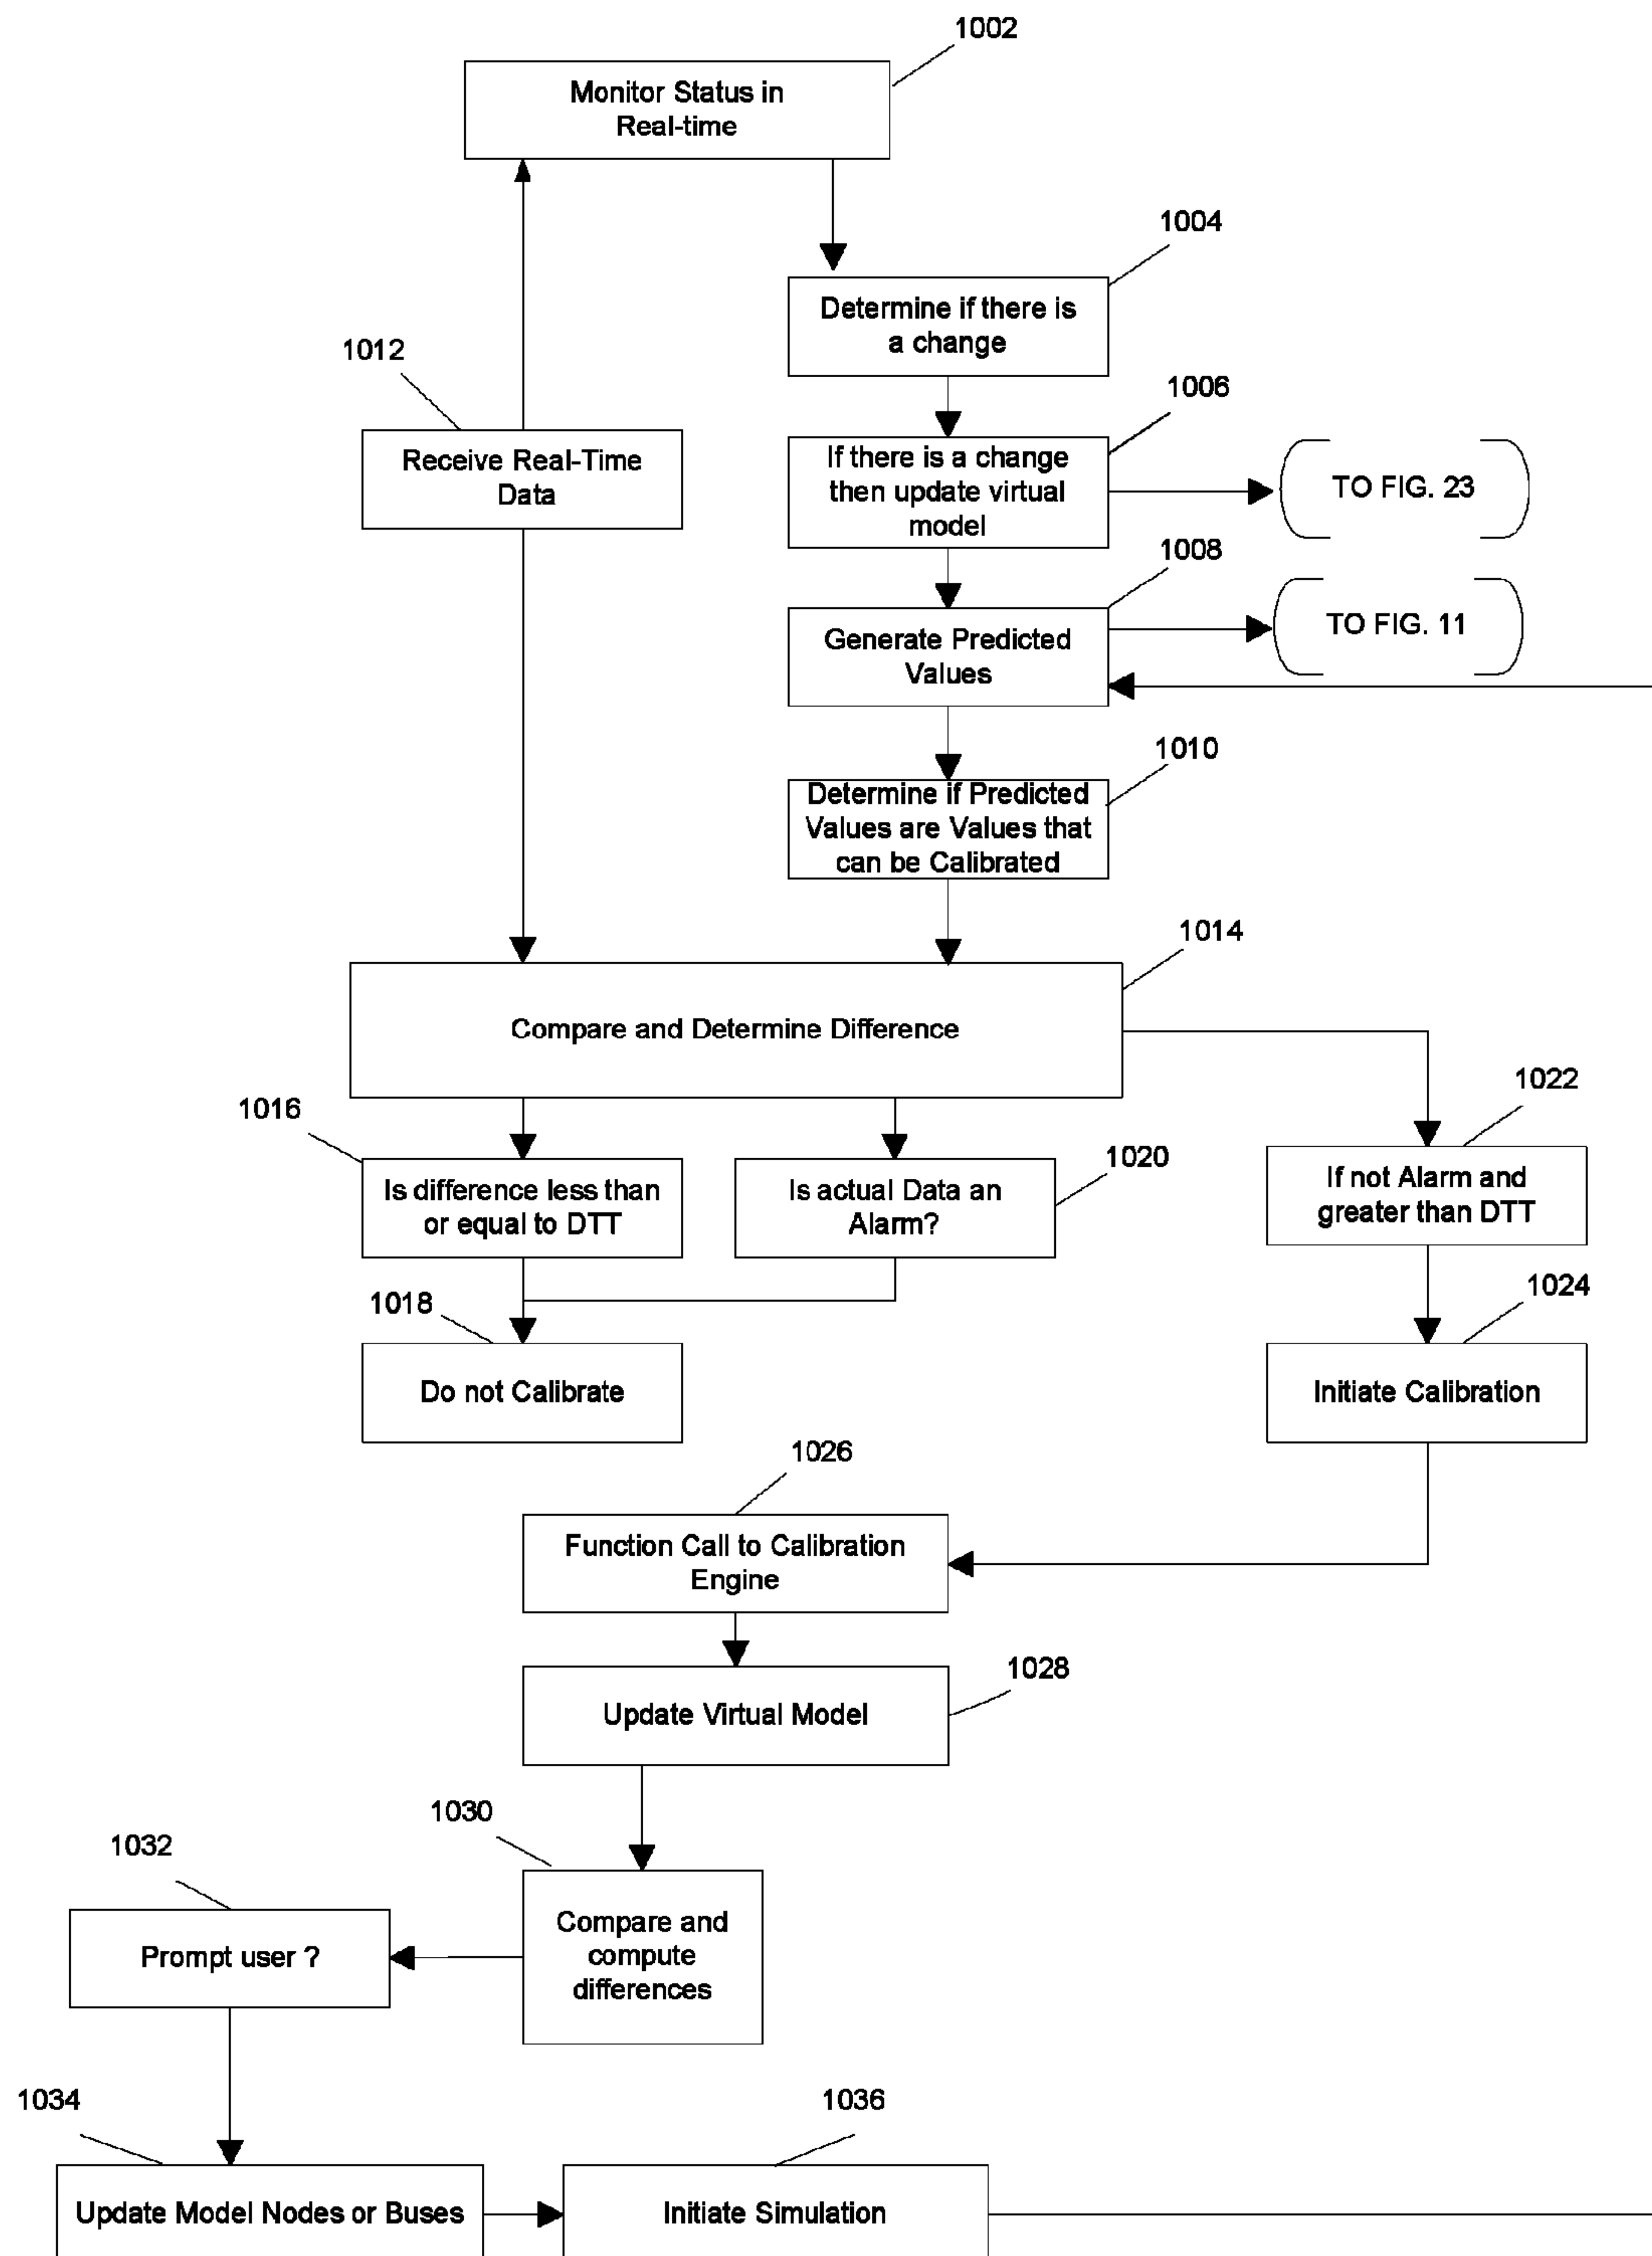 1002
Monitor Status in
Real-time
1004
Determine if there is
a change
1012
Receive Real-Time
Data
1006
If there is a change
then update virtual
model
TO FIG. 23
1008
Generate Predicted
Values
TO FIG. 11
1010
Determine if Predicted
Values are Values that
can be Calibrated
1014
Compare and Determine Difference
1016
Is difference less than
or equal to DTT
1020
Is actual Data an
Alarm?
1022
If not Alarm and
greater than DTT
1018
Do not Calibrate
1024
Initiate Calibration
1026
Function Call to Calibration
Engine
1028
Update Virtual Model
1030
Compare and
compute
differences
1032
Prompt user ?
1034
Update Model Nodes or Buses
1036
Initiate Simulation